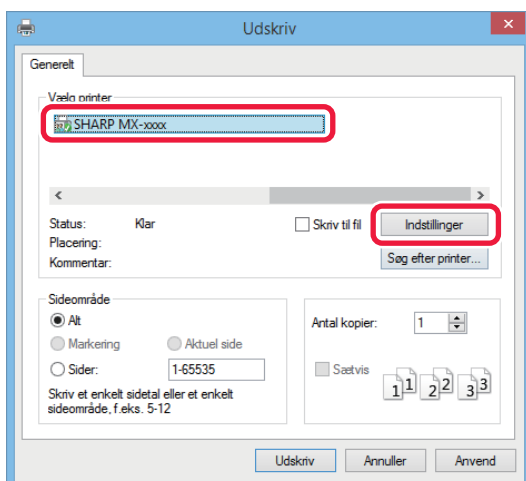 Udskriv
Generelt
Vælg printer
SHARP MX-xxxx
Status: Klar
Skriv til fil
Indstillinger
Placering:
Kommentar:
Søg efter printer...
Sideområde
Alt
Markering
Aktuel side
Sider: 1-65535
Skriv et enkelt sidetal eller et enkelt
sideområde, f.eks. 5-12
Antal kopier: 1
Sætvis
1 1 2 2 3 3
Udskriv
Annuller
Anvend